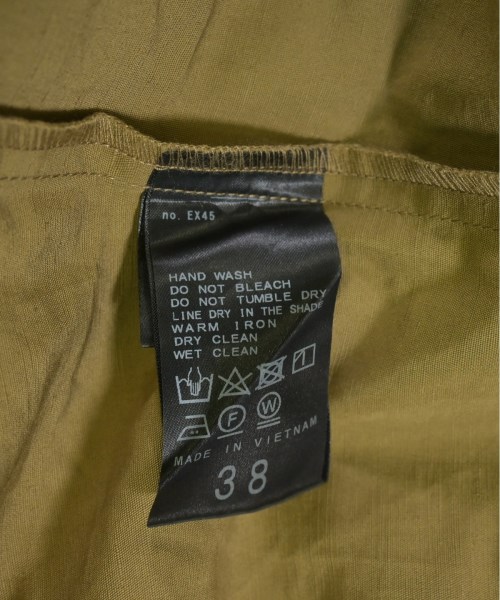 no. EX45
HAND WASH
DO NOT BLEACH
DO NOT TUMBLE DRY
LINE DRY IN THE SHADE
WARM IRON
DRY CLEAN
WET CLEAN
F W
MADE IN VIETNAM
38